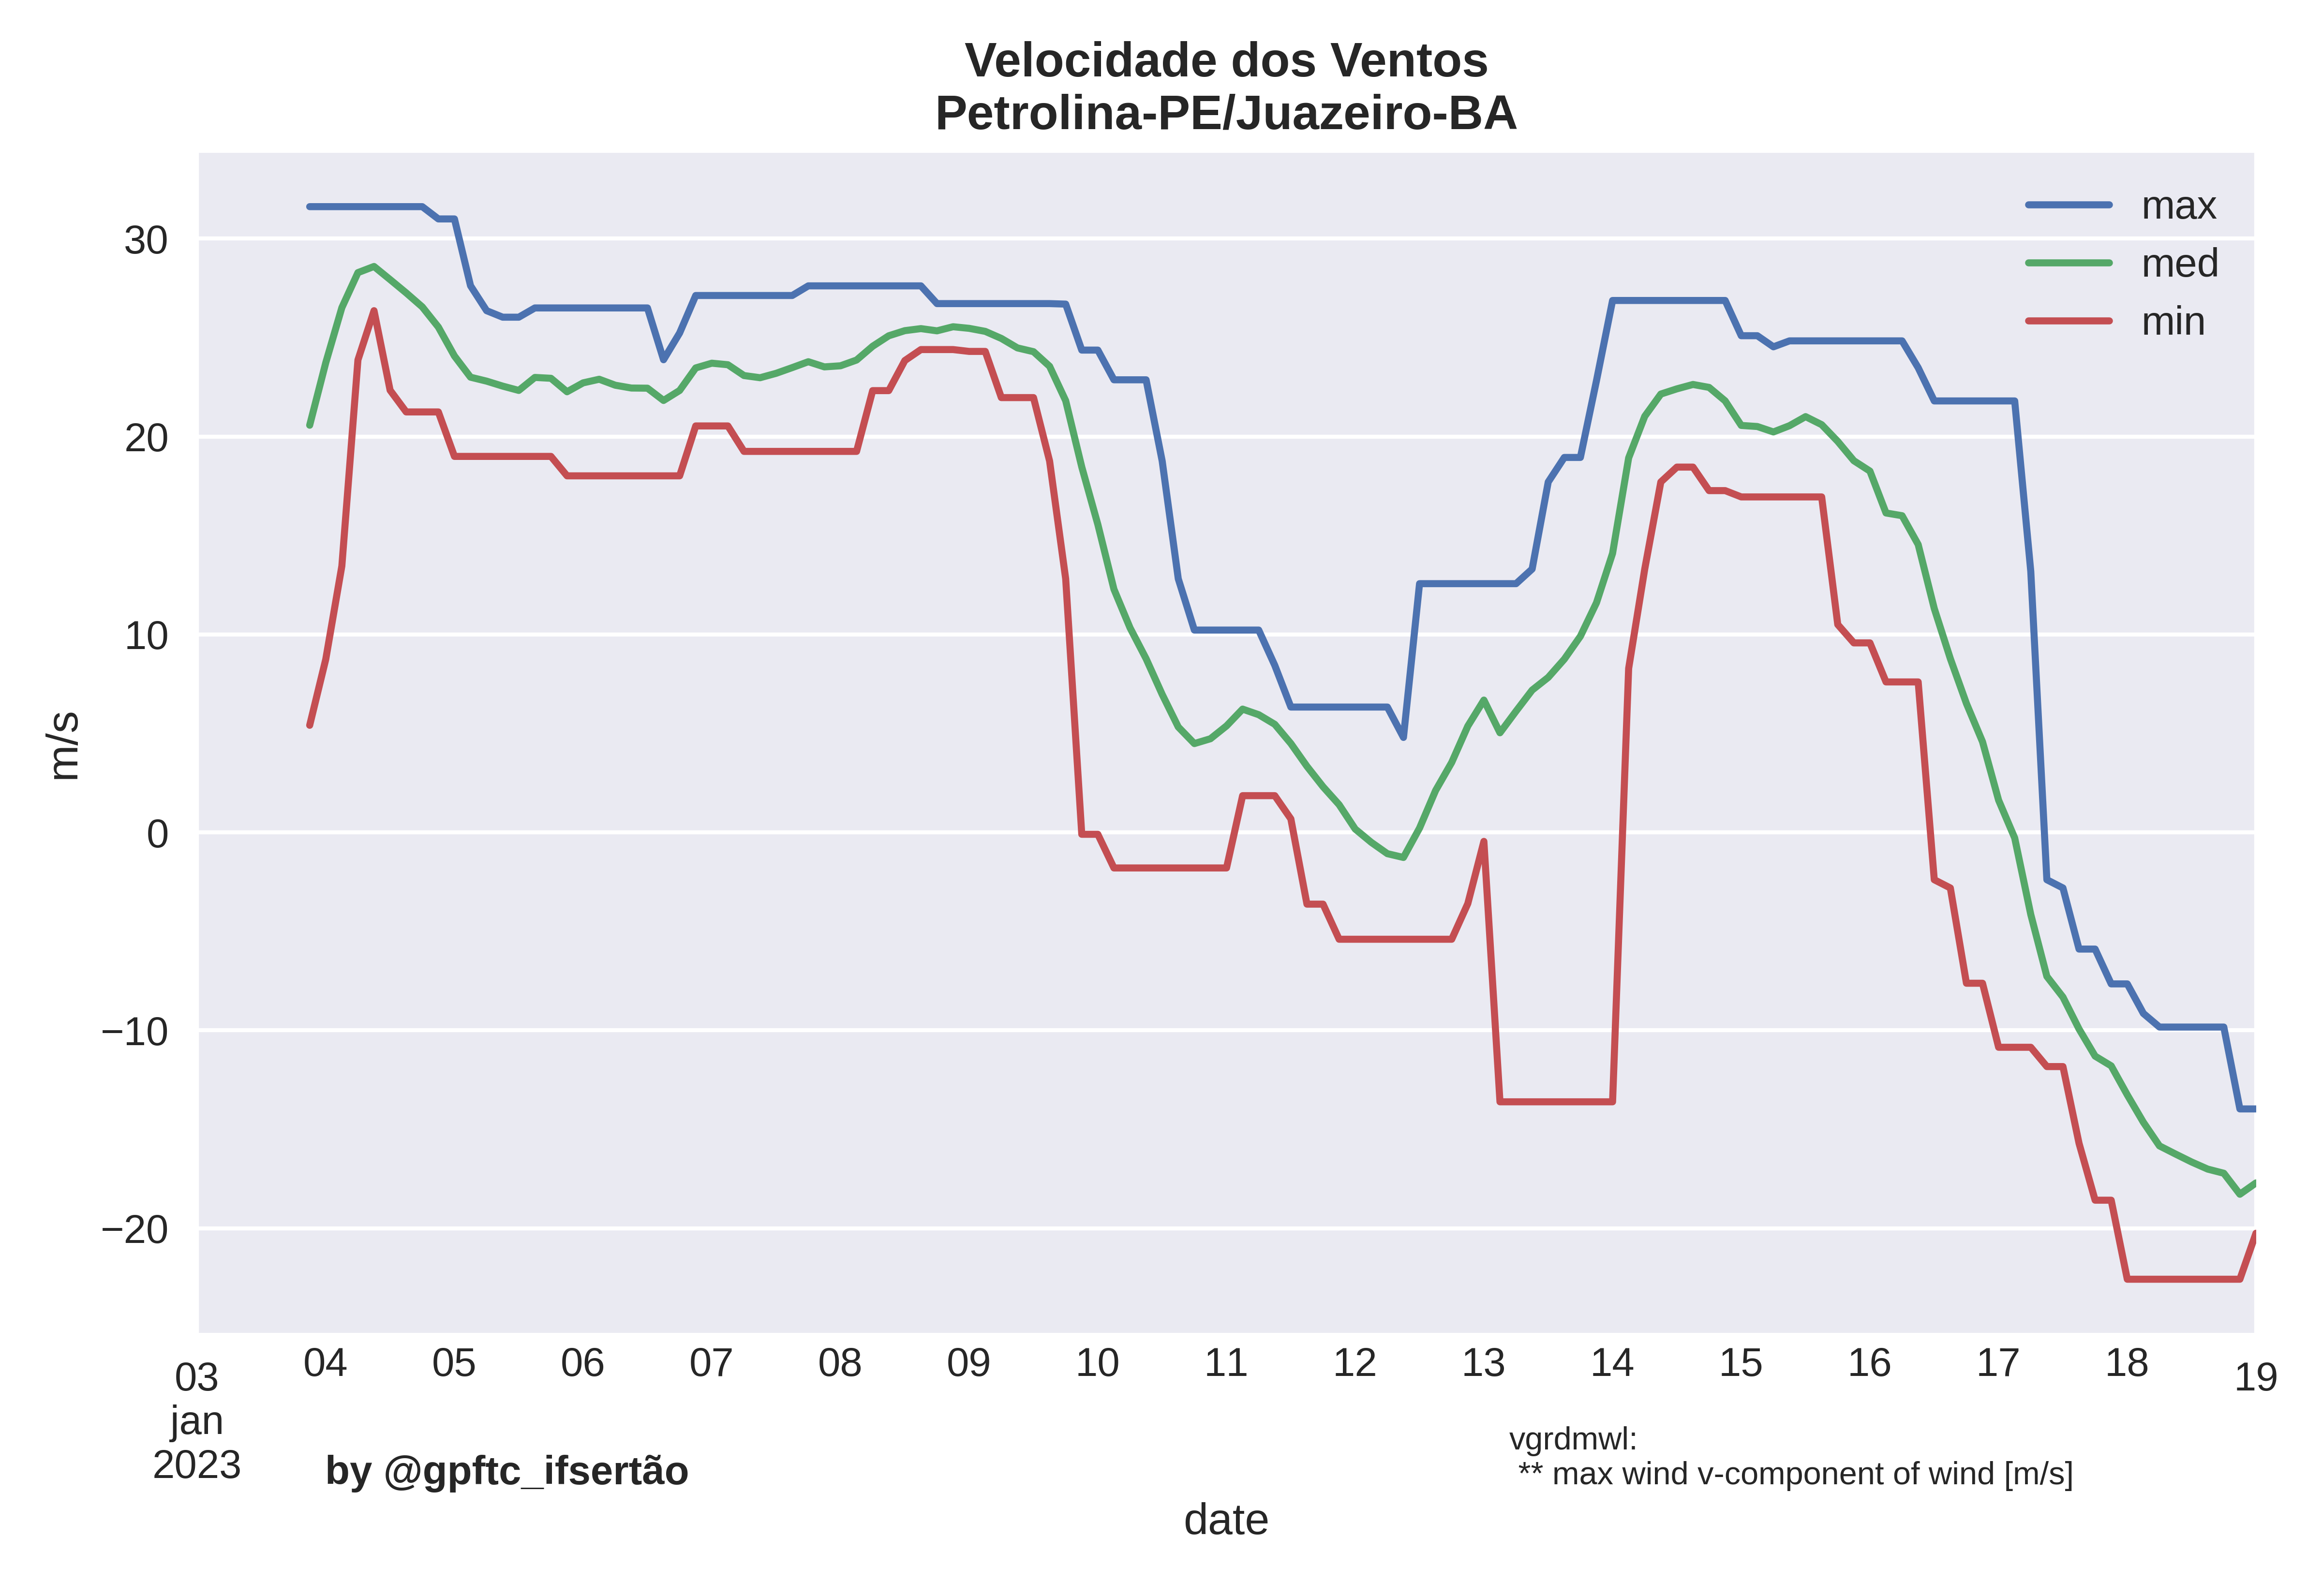 Velocidade dos Ventos
Petrolina-PE/Juazeiro-BA
max
med
min
30
20
10
0
−10
−20
m/s
03
jan
2023
04
05
06
07
08
09
10
11
12
13
14
15
16
17
18
19
by @gpftc_ifsertão
vgrdmwl:
** max wind v-component of wind [m/s]
date